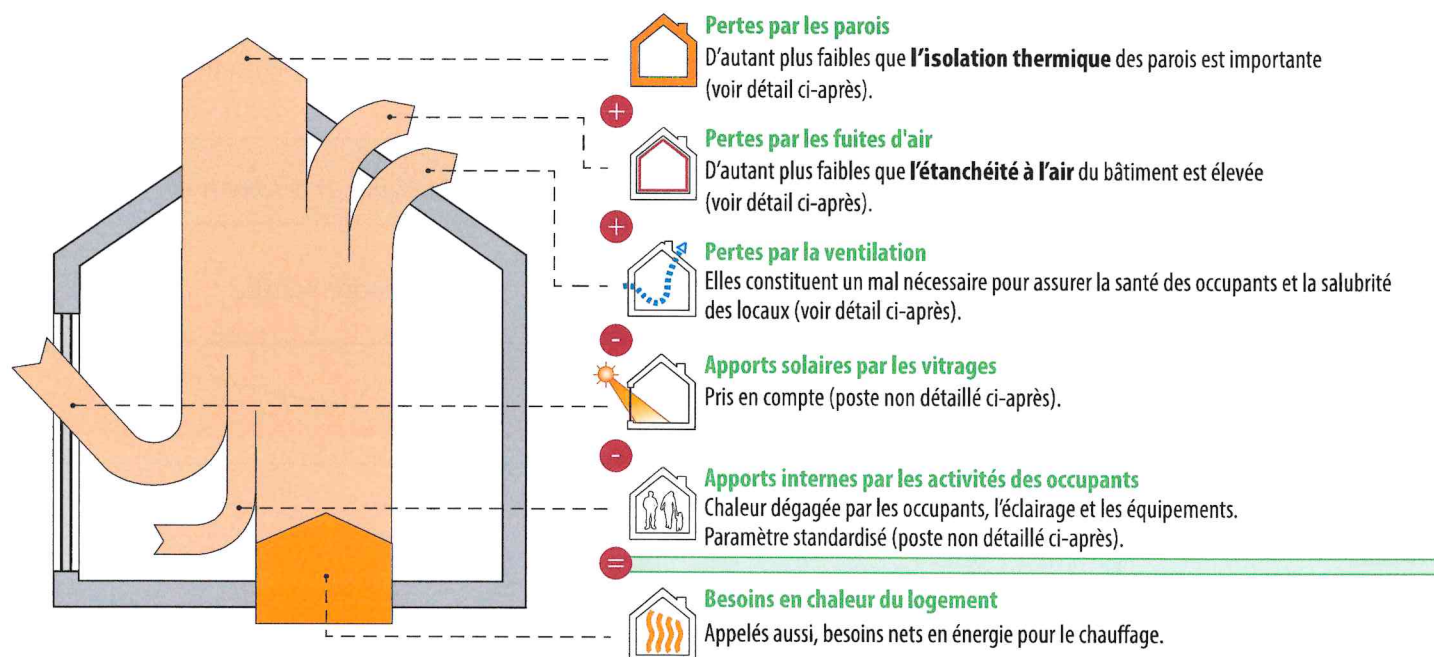 Pertes par les parois
D'autant plus faibles que l'isolation thermique des parois est importante
(voir détail ci-après).
+
Pertes par les fuites d'air
D'autant plus faibles que l'étanchéité à l'air du bâtiment est élevée
(voir détail ci-après).
+
Pertes par la ventilation
Elles constituent un mal nécessaire pour assurer la santé des occupants et la salubrité
des locaux (voir détail ci-après).
-
Apports solaires par les vitrages
Pris en compte (poste non détaillé ci-après).
-
Apports internes par les activités des occupants
Chaleur dégagée par les occupants, l'éclairage et les équipements.
Paramètre standardisé (poste non détaillé ci-après).
=
Besoins en chaleur du logement
Appelés aussi, besoins nets en énergie pour le chauffage.